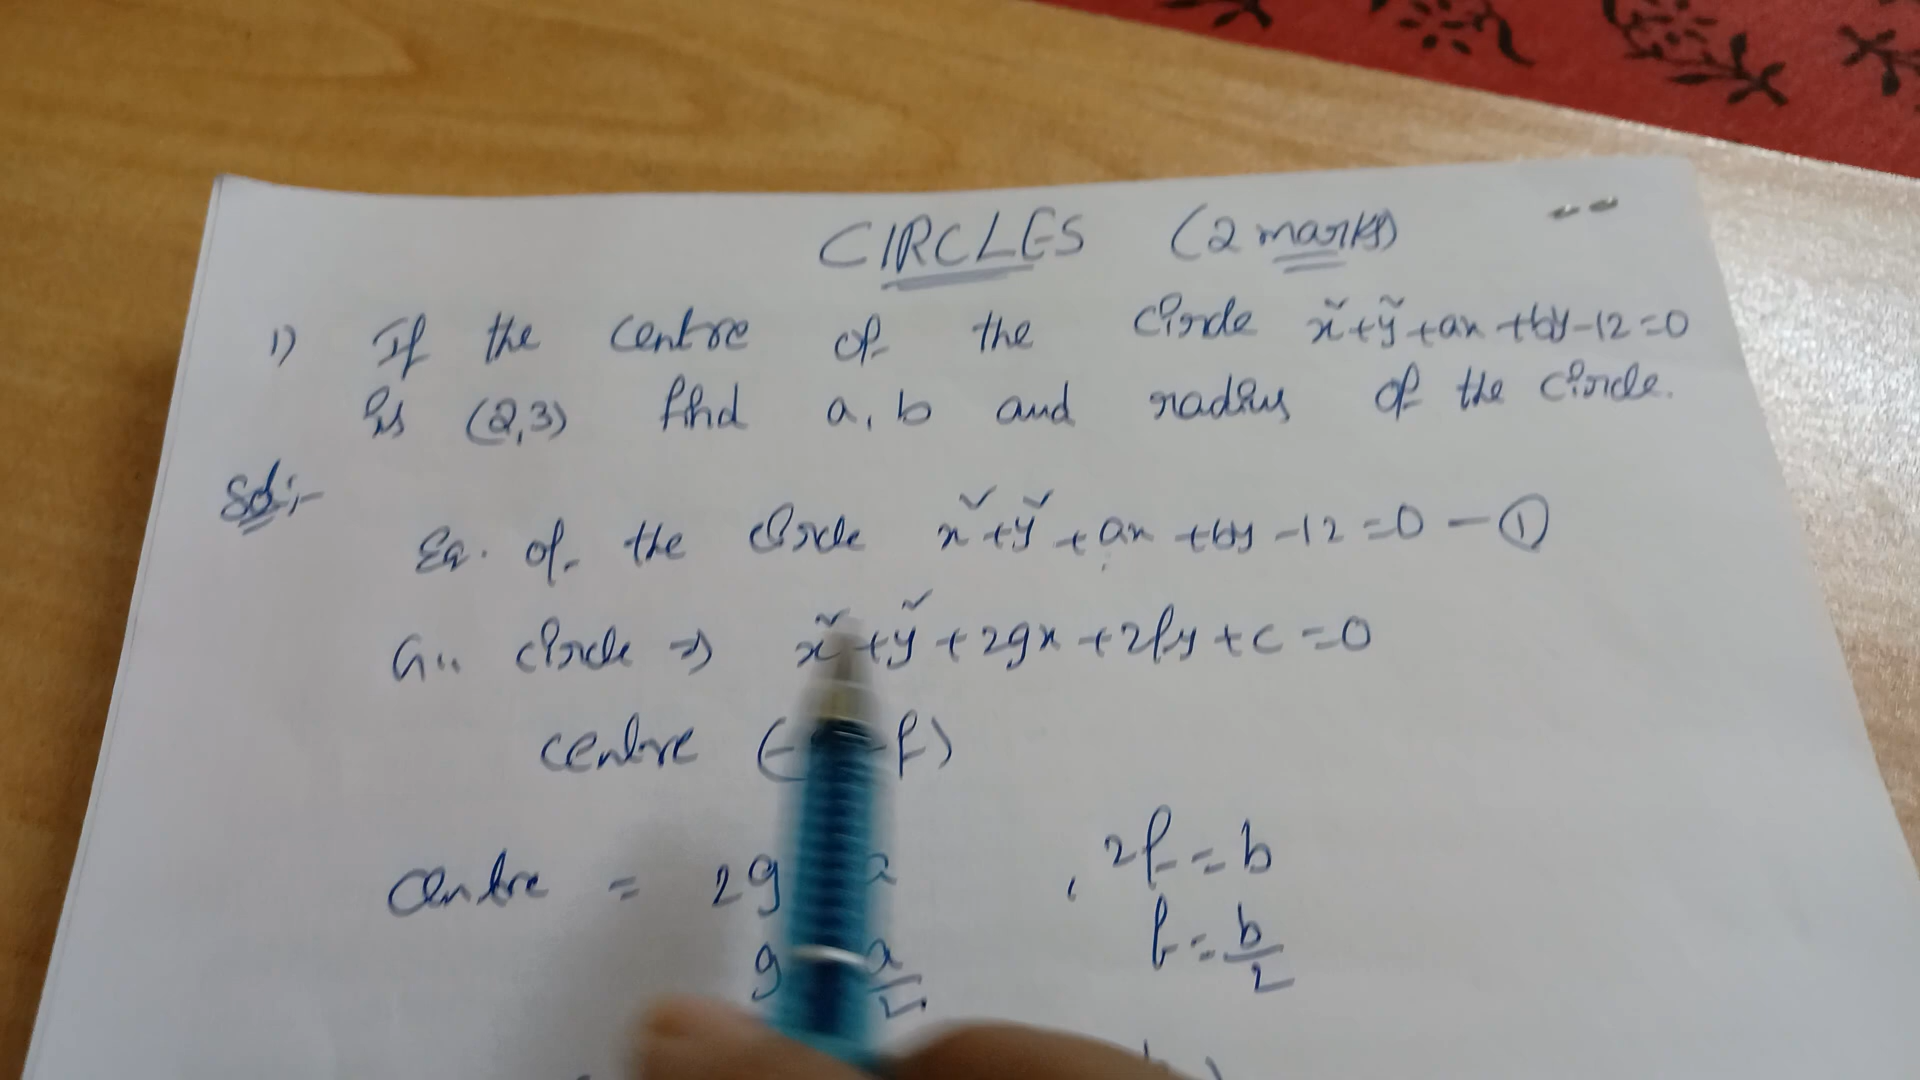 CIRCLES (2 marks)
1) If the centre of the circle x²+y²+ax+by-12=0
is (2,3) find a, b and radius of the circle.
Sol:-
Eq. of the circle x²+y²+ax+by-12=0 - ①
G.. circle ⇒ x²+y²+2gx+2fy+c=0
centre (- -f)
centre = 2g a , 2f=b
g a/2 f=b/2